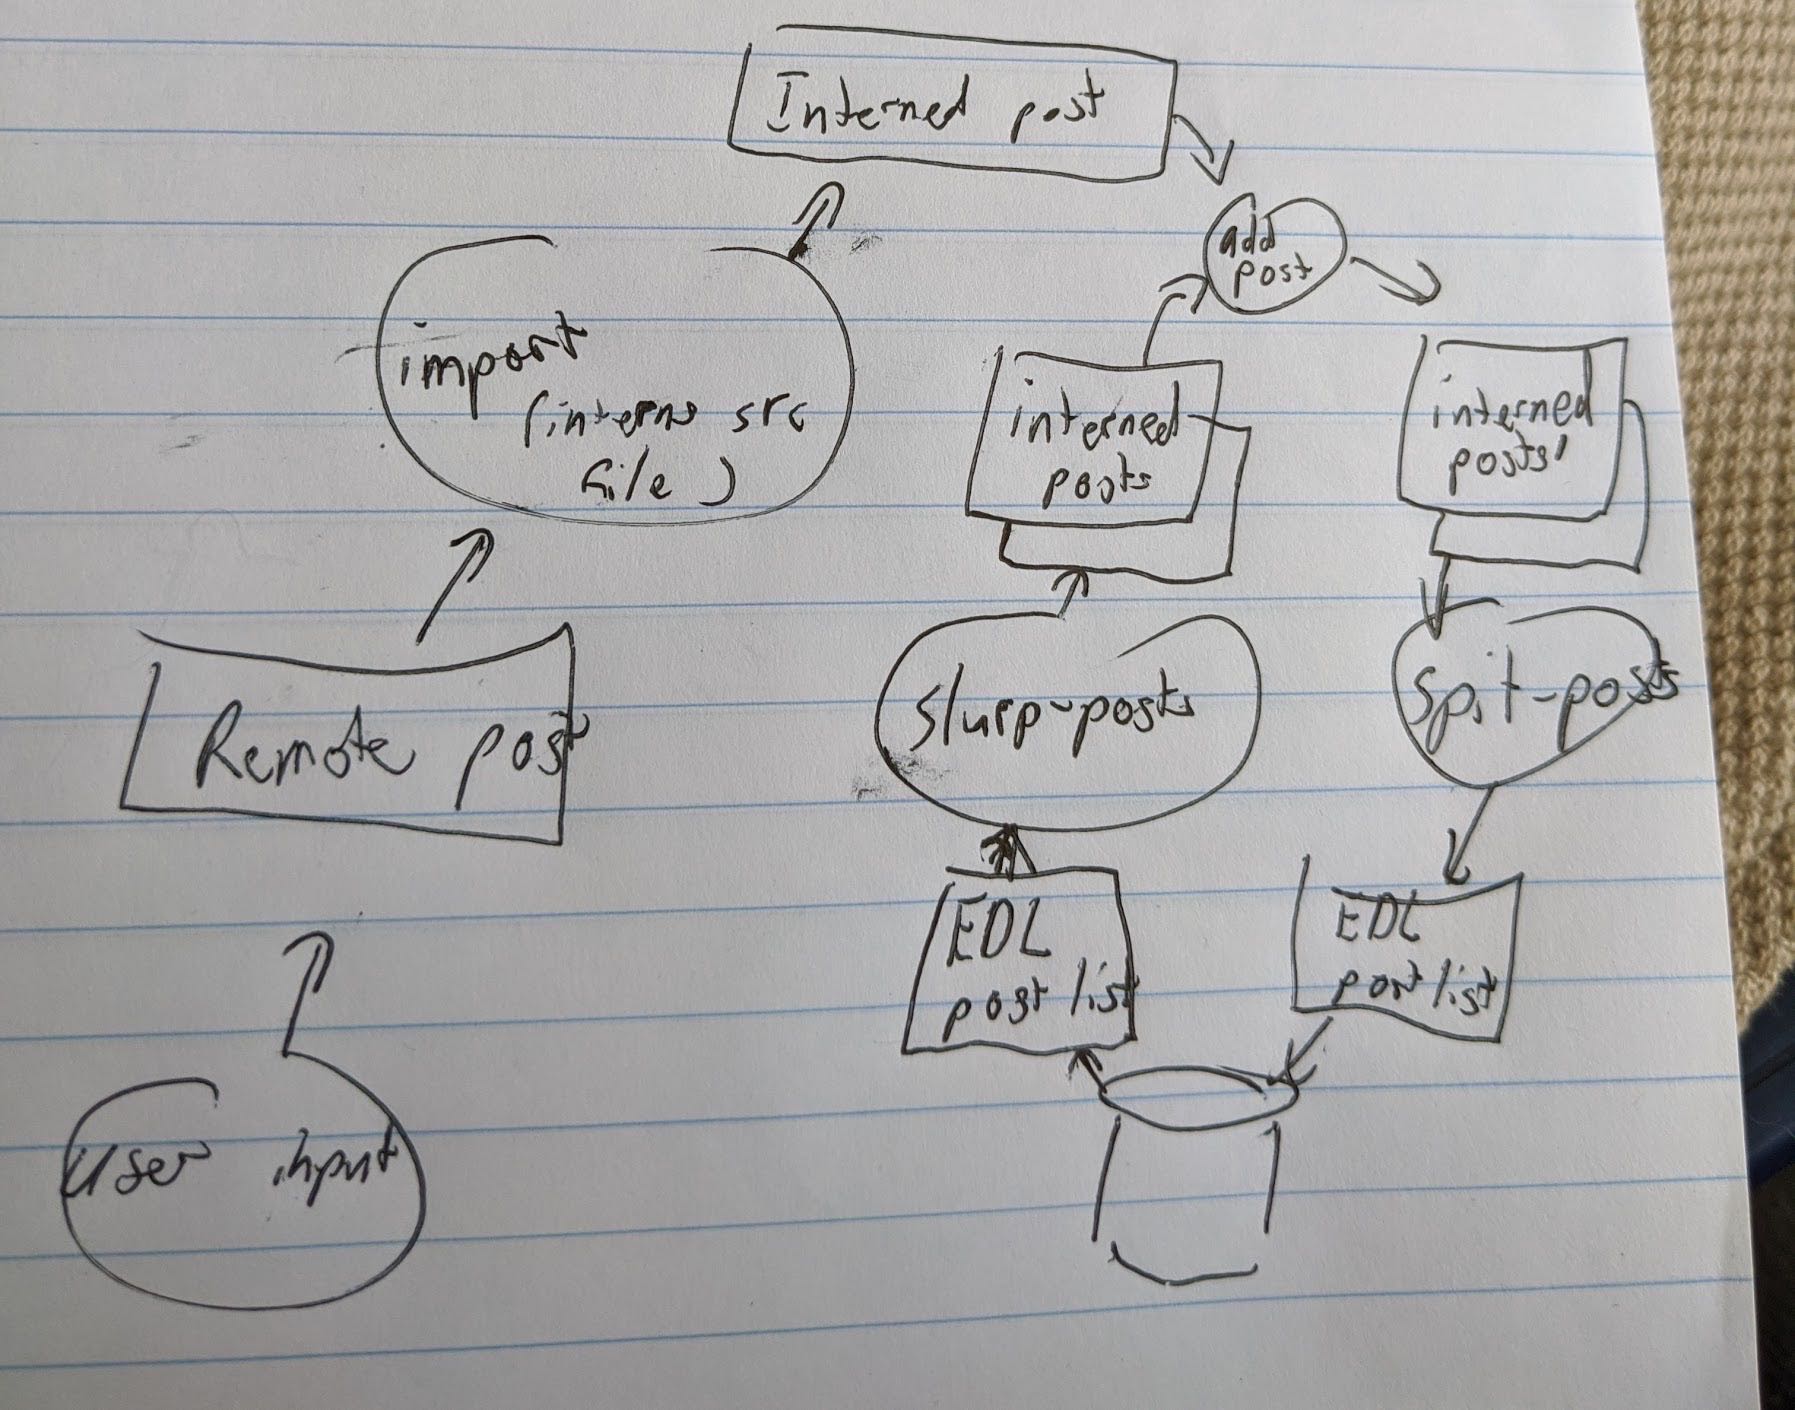 Interned post
add
post
import
(interns src
file)
interned
posts
interned
posts'
Remote post
slurp-posts
spit-posts
EDL
post list
EDL
post list
user input